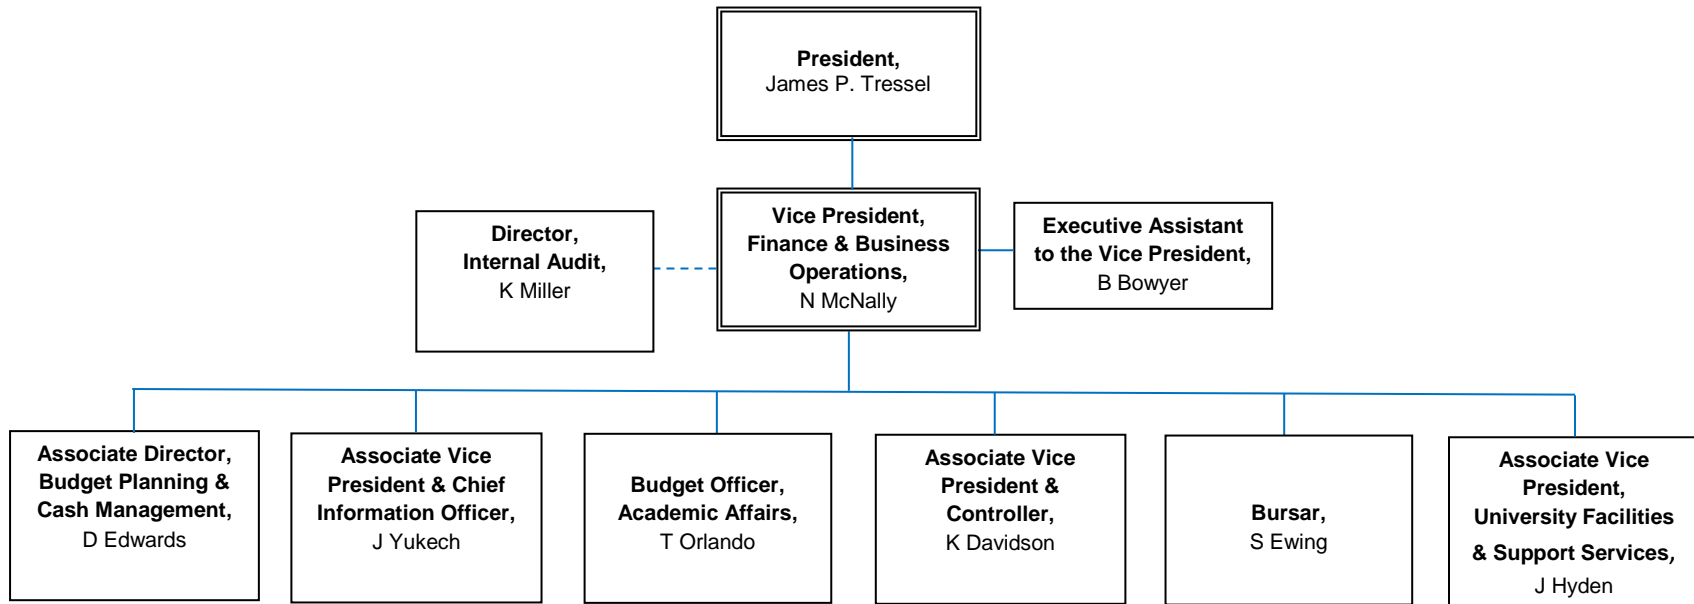 President,
James P. Tressel
Director,
Internal Audit,
K Miller
Vice President,
Finance & Business
Operations,
N McNally
Executive Assistant
to the Vice President,
B Bowyer
Associate Director,
Budget Planning &
Cash Management,
D Edwards
Associate Vice
President & Chief
Information Officer,
J Yukech
Budget Officer,
Academic Affairs,
T Orlando
Associate Vice
President &
Controller,
K Davidson
Bursar,
S Ewing
Associate Vice
President,
University Facilities
& Support Services,
J Hyden